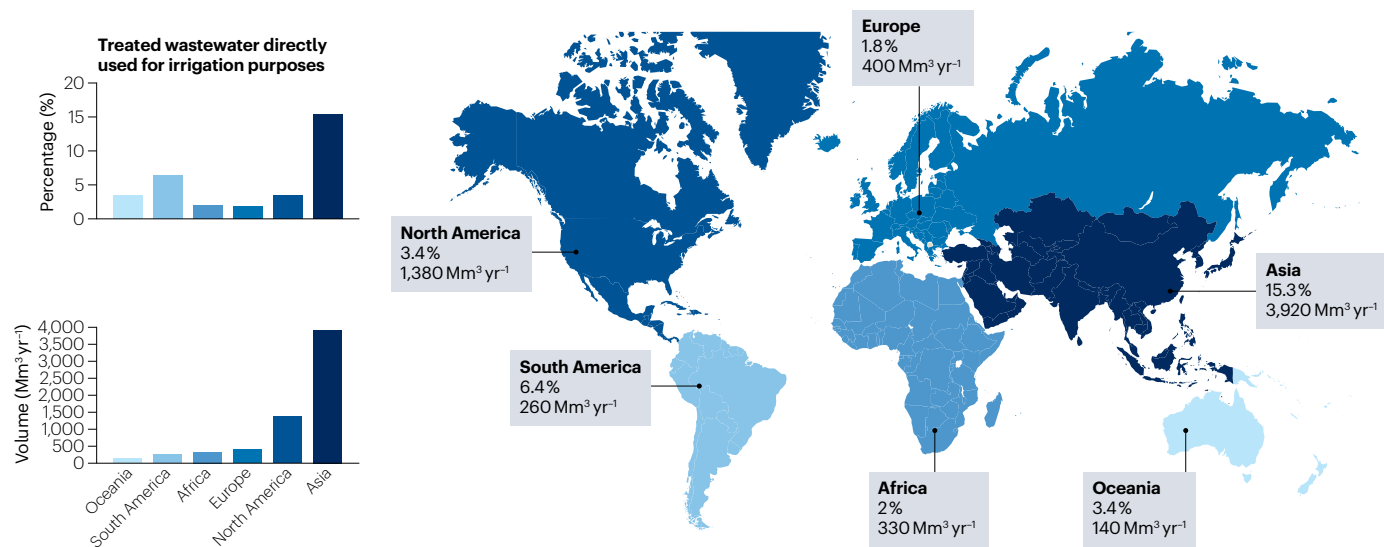 Treated wastewater directly
used for irrigation purposes
Percentage (%)
20
15
10
5
0
Volume (Mm³ yr⁻¹)
4,000
3,500
3,000
2,500
2,000
1,500
1,000
500
0
Oceania
South America
Africa
Europe
North America
Asia
Europe
1.8%
400 Mm³ yr⁻¹
North America
3.4%
1,380 Mm³ yr⁻¹
Asia
15.3%
3,920 Mm³ yr⁻¹
South America
6.4%
260 Mm³ yr⁻¹
Africa
2%
330 Mm³ yr⁻¹
Oceania
3.4%
140 Mm³ yr⁻¹